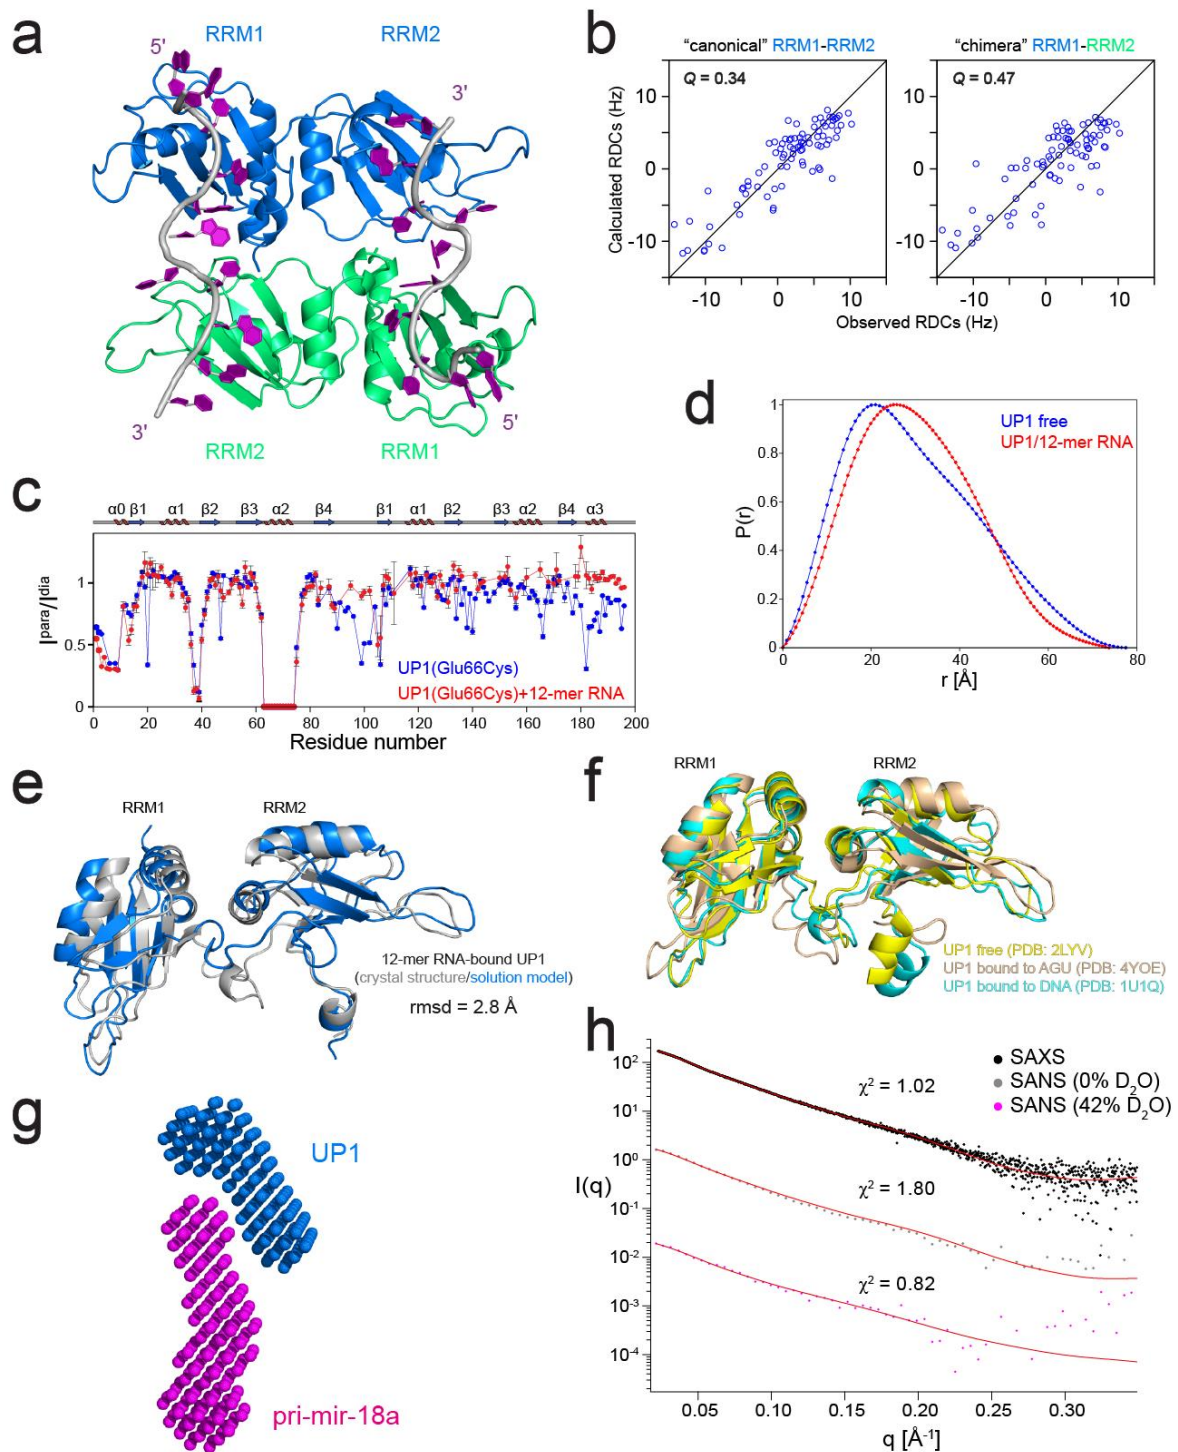 a
RRM1
RRM2
5'
3'
3'
5'
RRM2
RRM1
b
"canonical" RRM1-RRM2
"chimera" RRM1-RRM2
Q = 0.34
Q = 0.47
Calculated RDCs (Hz)
10
0
-10
10
0
-10
-10 0 10
-10 0 10
Observed RDCs (Hz)
c
α0 β1 α1 β2 β3 α2 β4 β1 α1 β2 β3 α2 β4 α3
Ipara/Idia
1
0.5
0
UP1(Glu66Cys)
UP1(Glu66Cys)+12-mer RNA
0 20 40 60 80 100 120 140 160 180 200
Residue number
d
UP1 free
UP1/12-mer RNA
P(r)
1
0.8
0.6
0.4
0.2
0
0 20 40 60 80
r [Å]
e
RRM1
RRM2
12-mer RNA-bound UP1
(crystal structure/solution model)
rmsd = 2.8 Å
f
RRM1
RRM2
UP1 free (PDB: 2LYV)
UP1 bound to AGU (PDB: 4YOE)
UP1 bound to DNA (PDB: 1U1Q)
g
UP1
pri-mir-18a
h
SAXS
SANS (0% D₂O)
SANS (42% D₂O)
χ² = 1.02
χ² = 1.80
χ² = 0.82
I(q)
10²
10¹
10⁰
10⁻¹
10⁻²
10⁻³
10⁻⁴
0.05 0.10 0.15 0.20 0.25 0.30
q [Å⁻¹]